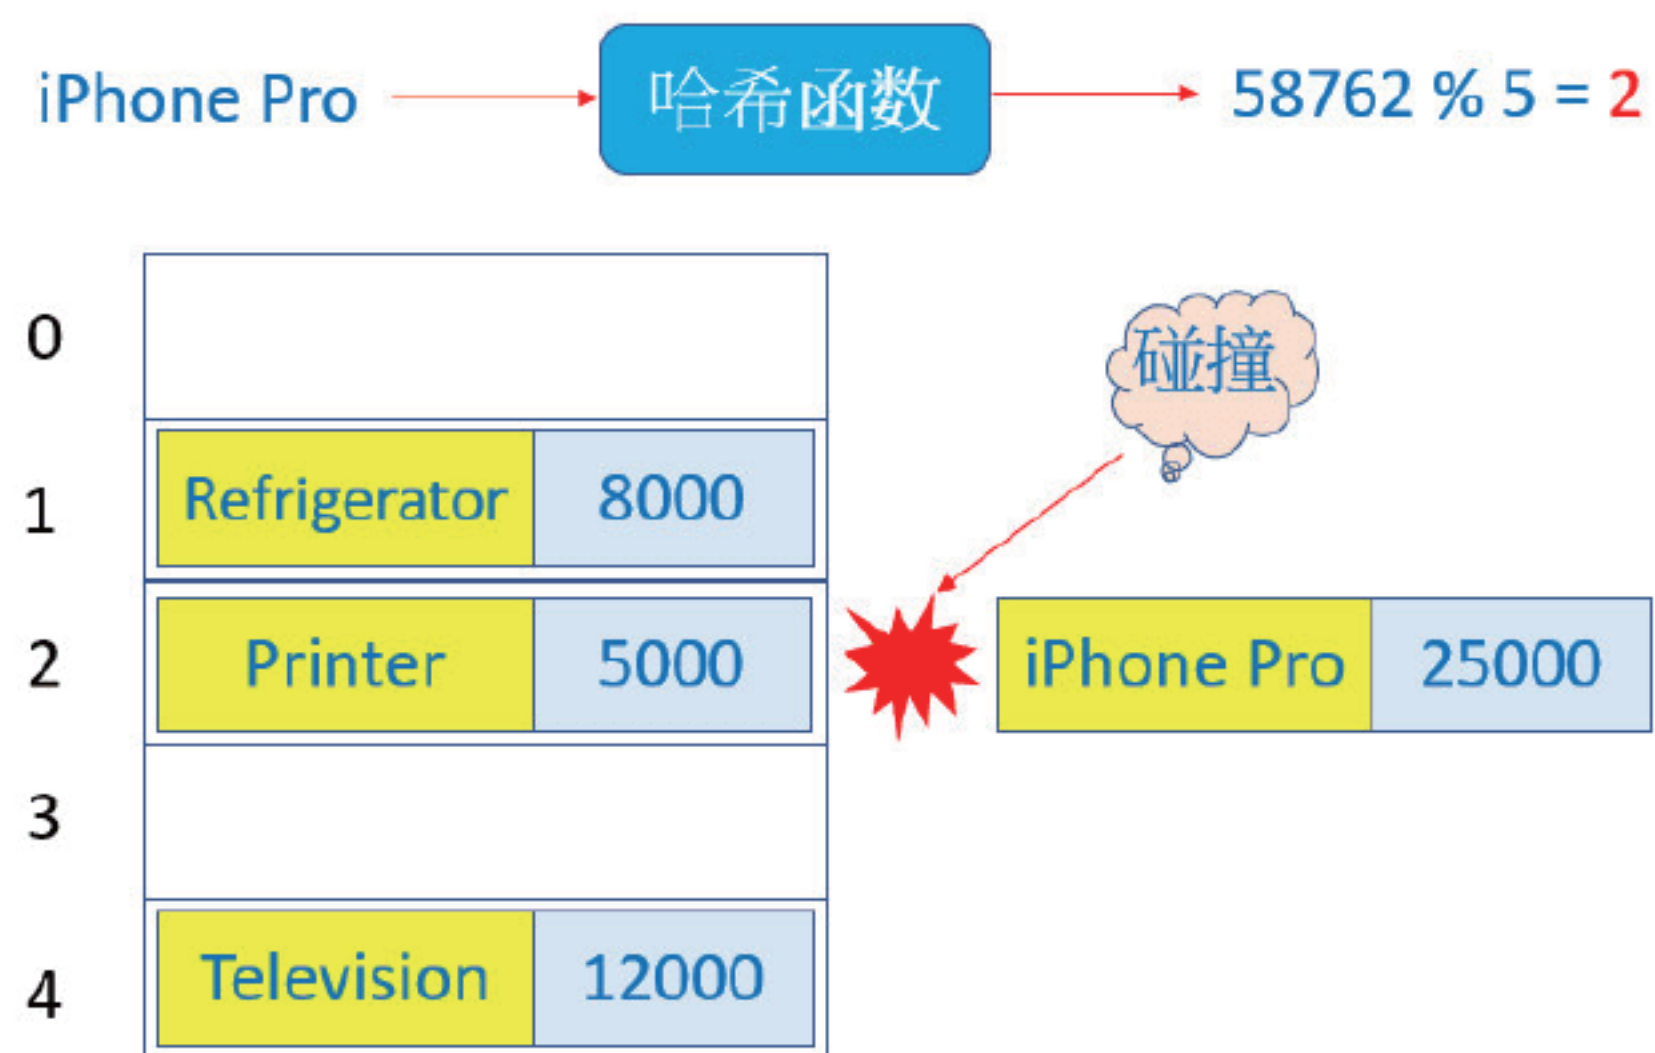 iPhone Pro 哈希函数 58762 % 5 = 2
0
碰撞
1 Refrigerator 8000
2 Printer 5000 iPhone Pro 25000
3
4 Television 12000